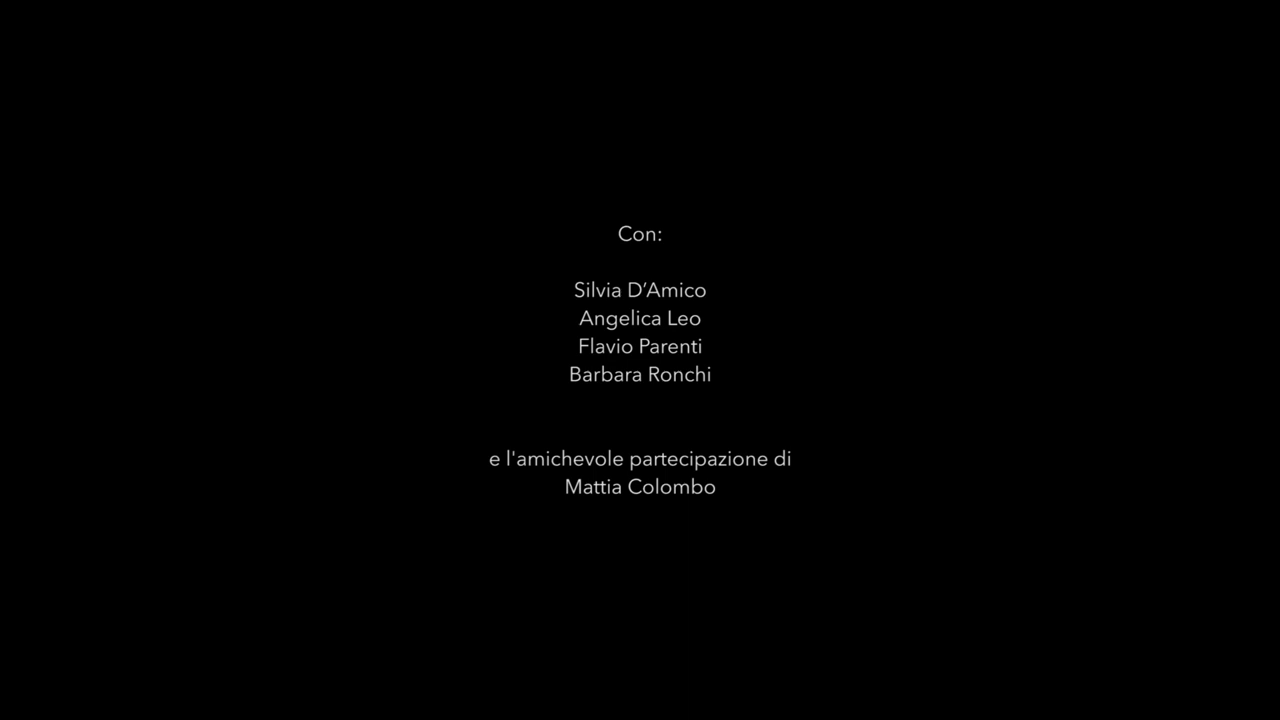 Con:
Silvia D’Amico
Angelica Leo
Flavio Parenti
Barbara Ronchi
e l'amichevole partecipazione di
Mattia Colombo